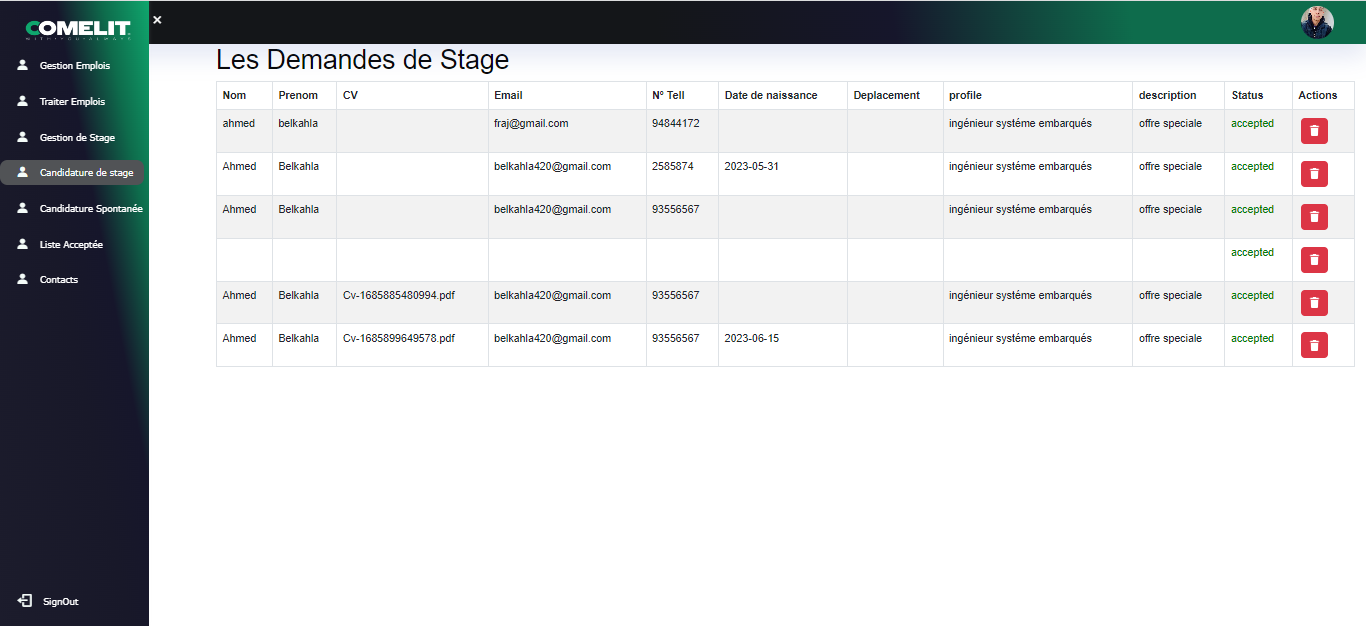 COMELIT
WITH YOU ALWAYS
×
Gestion Emplois
Traiter Emplois
Gestion de Stage
Candidature de stage
Candidature Spontanée
Liste Acceptée
Contacts
SignOut
Les Demandes de Stage
Nom Prenom CV Email N° Tell Date de naissance Deplacement profile description Status Actions
ahmed belkahla fraj@gmail.com 94844172 ingénieur systéme embarqués offre speciale accepted
Ahmed Belkahla belkahla420@gmail.com 2585874 2023-05-31 ingénieur systéme embarqués offre speciale accepted
Ahmed Belkahla belkahla420@gmail.com 93556567 ingénieur systéme embarqués offre speciale accepted
accepted
Ahmed Belkahla Cv-1685885480994.pdf belkahla420@gmail.com 93556567 ingénieur systéme embarqués offre speciale accepted
Ahmed Belkahla Cv-1685899649578.pdf belkahla420@gmail.com 93556567 2023-06-15 ingénieur systéme embarqués offre speciale accepted